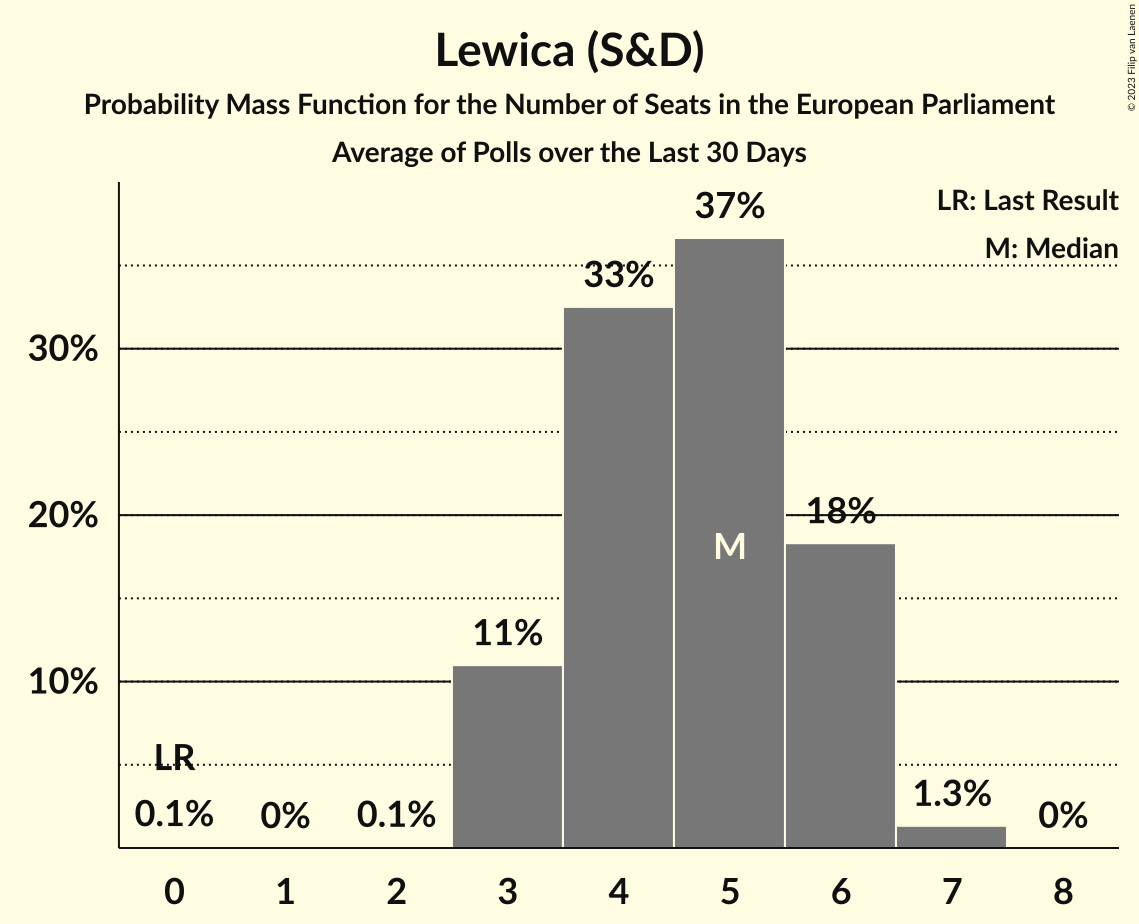 Lewica (S&D)
Probability Mass Function for the Number of Seats in the European Parliament
Average of Polls over the Last 30 Days
© 2023 Filip van Laenen
LR: Last Result
M: Median
37%
33%
30%
20%
18%
M
11%
10%
LR
1.3%
0.1%
0%
0.1%
0%
0 1 2 3 4 5 6 7 8